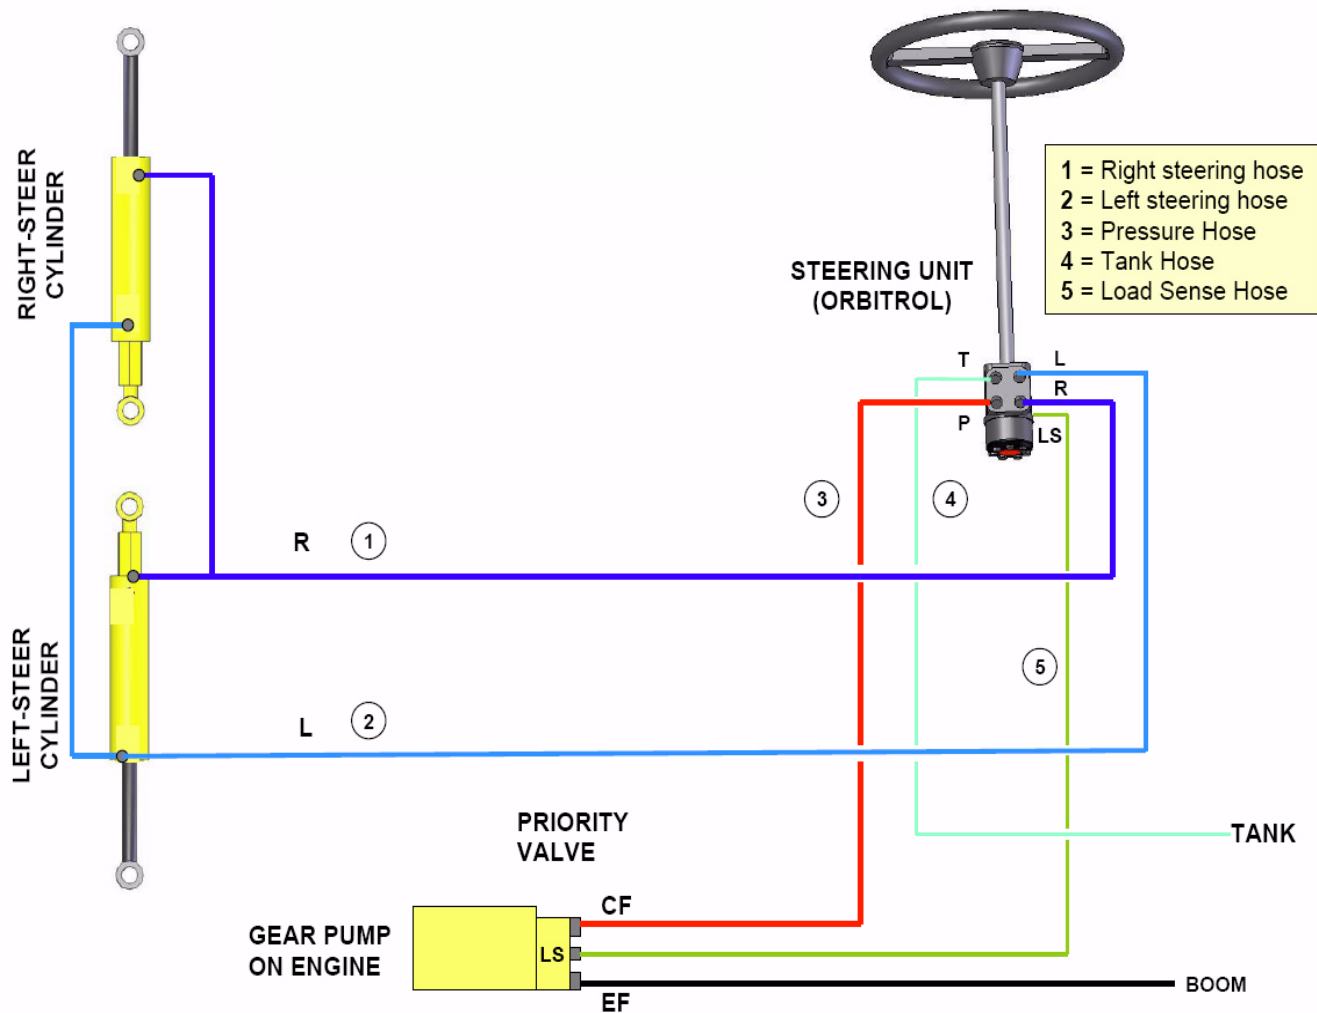 1 = Right steering hose
2 = Left steering hose
3 = Pressure Hose
4 = Tank Hose
5 = Load Sense Hose
RIGHT-STEER
CYLINDER
STEERING UNIT
(ORBITROL)
T
L
R
P
LS
3
4
R
1
LEFT-STEER
CYLINDER
5
L
2
PRIORITY
VALVE
TANK
CF
GEAR PUMP
ON ENGINE
LS
EF
BOOM